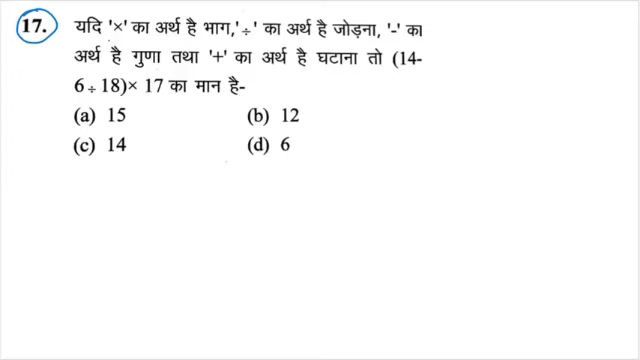 17. यदि '×' का अर्थ है भाग,'÷' का अर्थ है जोड़ना, '-' का
अर्थ है गुणा तथा '+' का अर्थ है घटाना तो (14-
6÷18)× 17 का मान है-
(a) 15 (b) 12
(c) 14 (d) 6